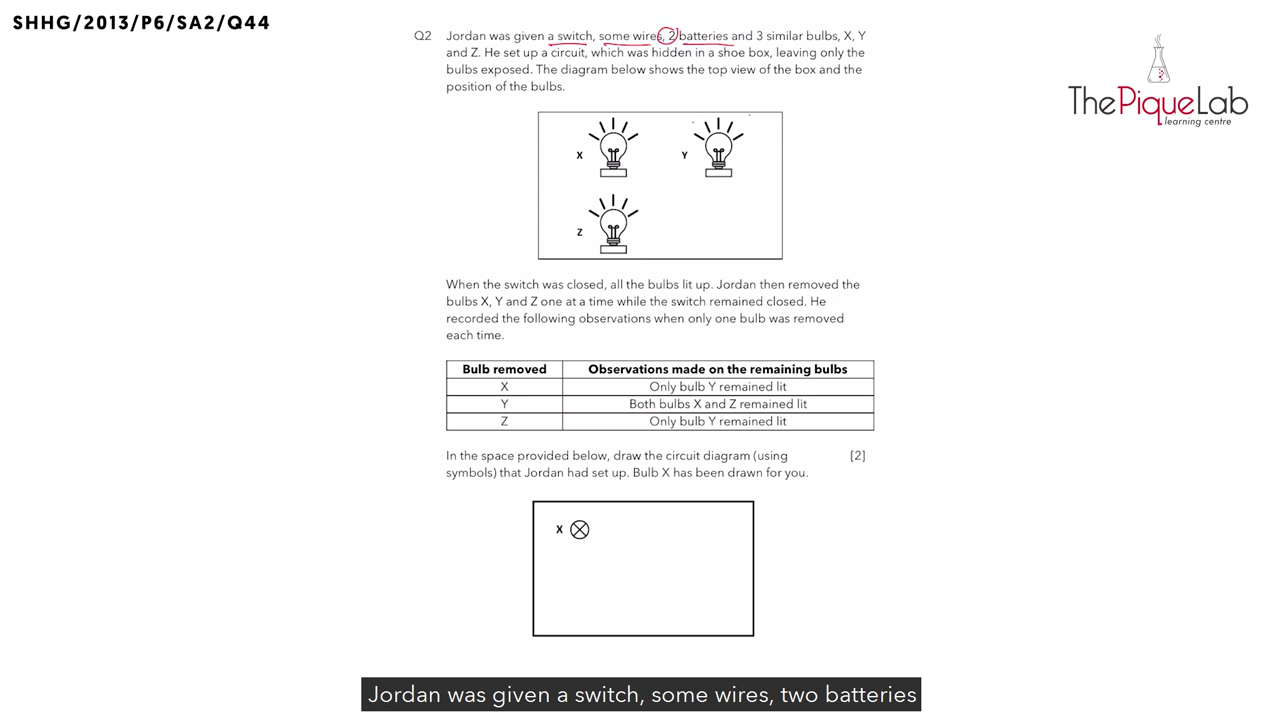 SHHG/2013/P6/SA2/Q44
Q2 Jordan was given a switch, some wires, 2 batteries and 3 similar bulbs, X, Y
and Z. He set up a circuit, which was hidden in a shoe box, leaving only the
bulbs exposed. The diagram below shows the top view of the box and the
position of the bulbs.
ThePiqueLab
learning centre
X Y
Z
When the switch was closed, all the bulbs lit up. Jordan then removed the
bulbs X, Y and Z one at a time while the switch remained closed. He
recorded the following observations when only one bulb was removed
each time.
Bulb removed Observations made on the remaining bulbs
X Only bulb Y remained lit
Y Both bulbs X and Z remained lit
Z Only bulb Y remained lit
In the space provided below, draw the circuit diagram (using [2]
symbols) that Jordan had set up. Bulb X has been drawn for you.
X
Jordan was given a switch, some wires, two batteries